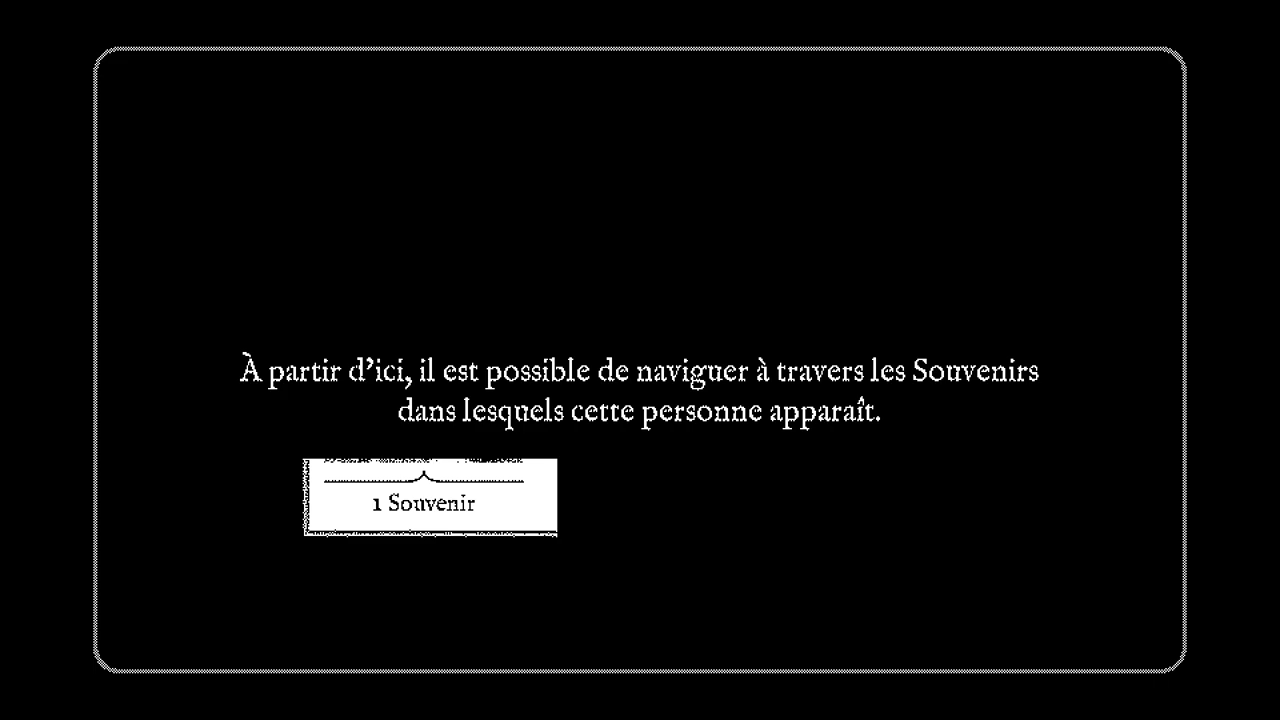 À partir d'ici, il est possible de naviguer à travers les Souvenirs
dans lesquels cette personne apparaît.
1 Souvenir